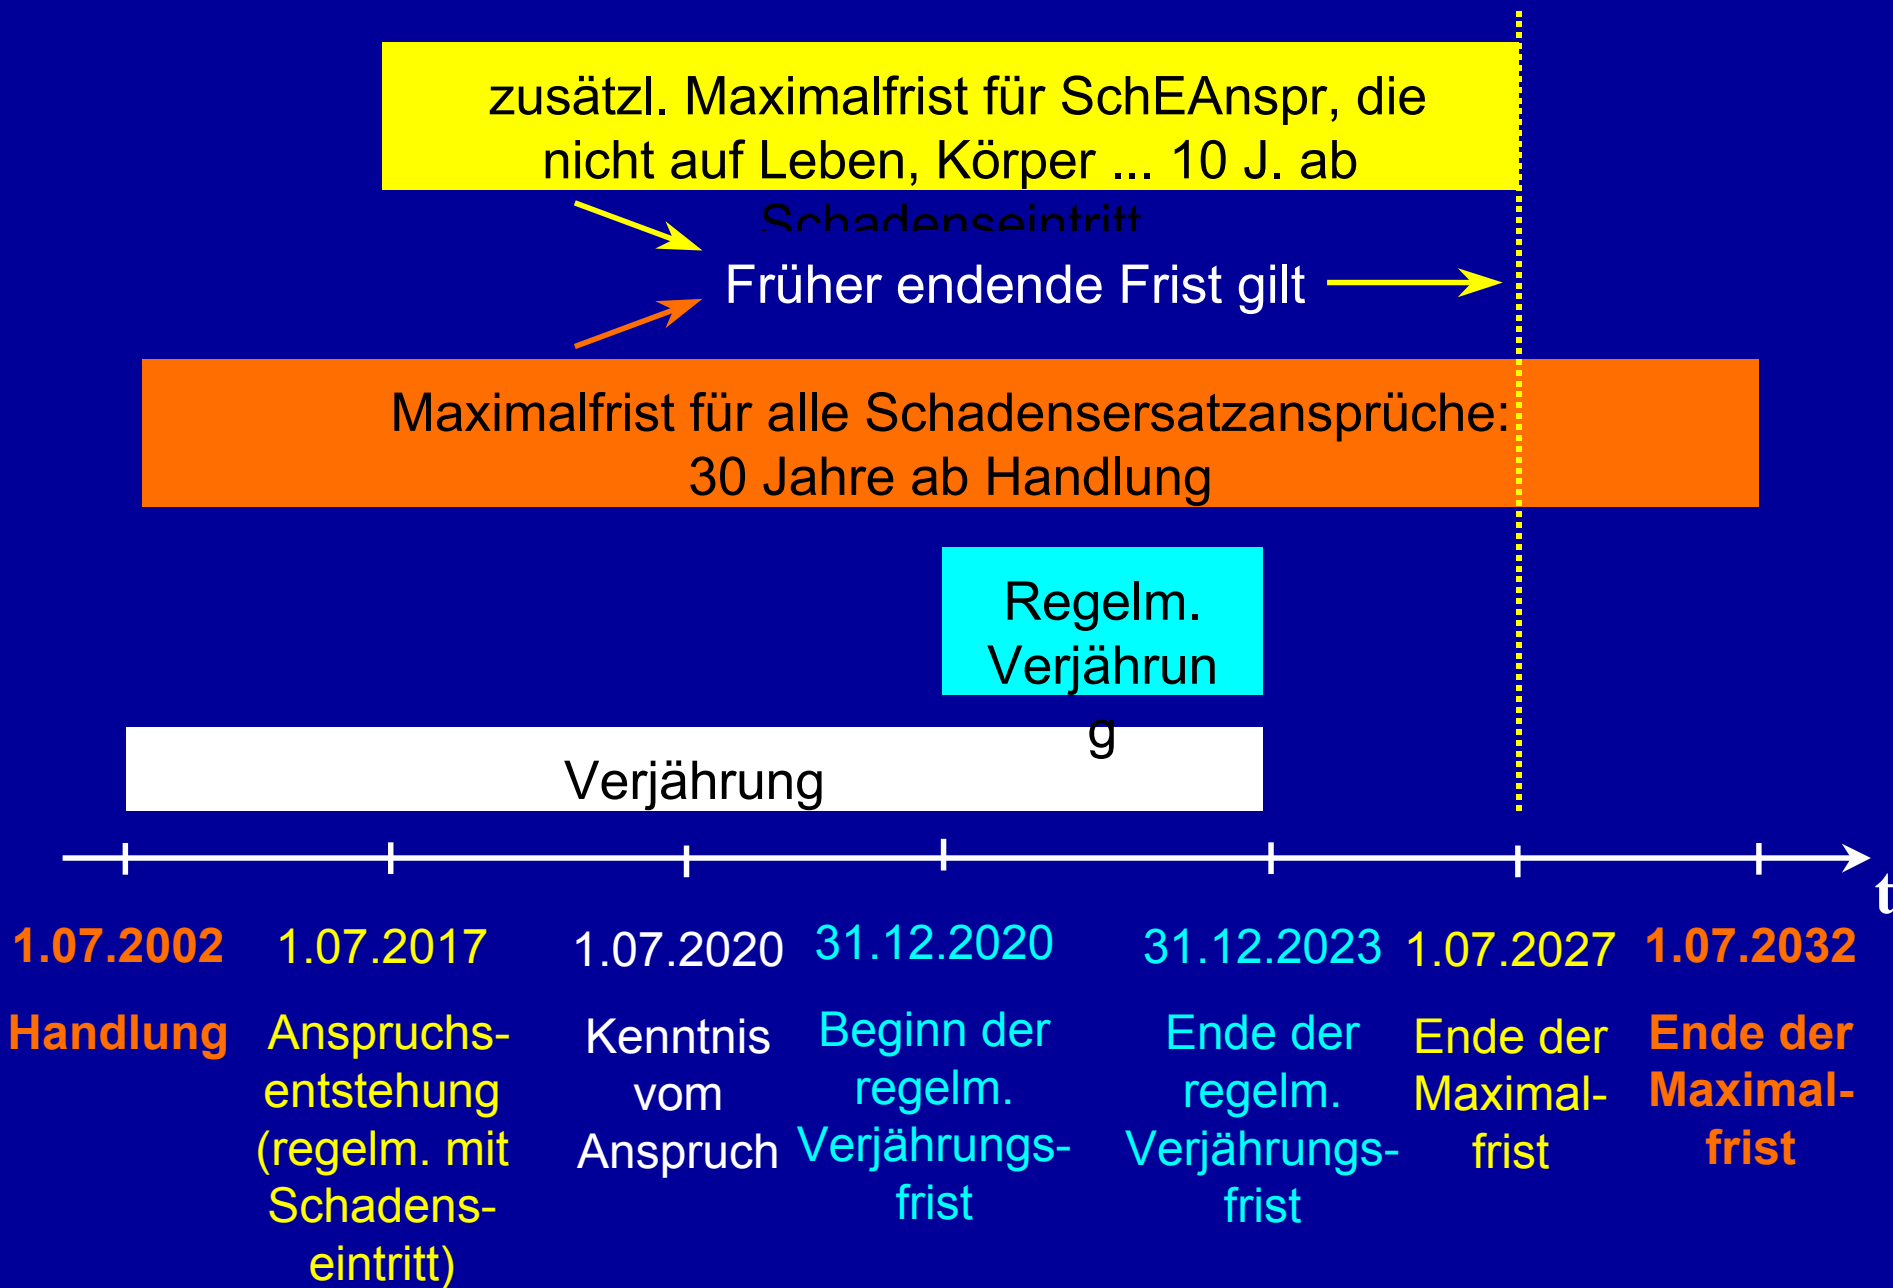 zusätzl. Maximalfrist für SchEAnspr, die
nicht auf Leben, Körper ... 10 J. ab
Schadenseintritt
Früher endende Frist gilt
Maximalfrist für alle Schadensersatzansprüche:
30 Jahre ab Handlung
Regelm.
Verjährun
g
Verjährung
t
1.07.2002
Handlung
1.07.2017
Anspruchs-
entstehung
(regelm. mit
Schadens-
eintritt)
1.07.2020
Kenntnis
vom
Anspruch
31.12.2020
Beginn der
regelm.
Verjährungs-
frist
31.12.2023
Ende der
regelm.
Verjährungs-
frist
1.07.2027
Ende der
Maximal-
frist
1.07.2032
Ende der
Maximal-
frist